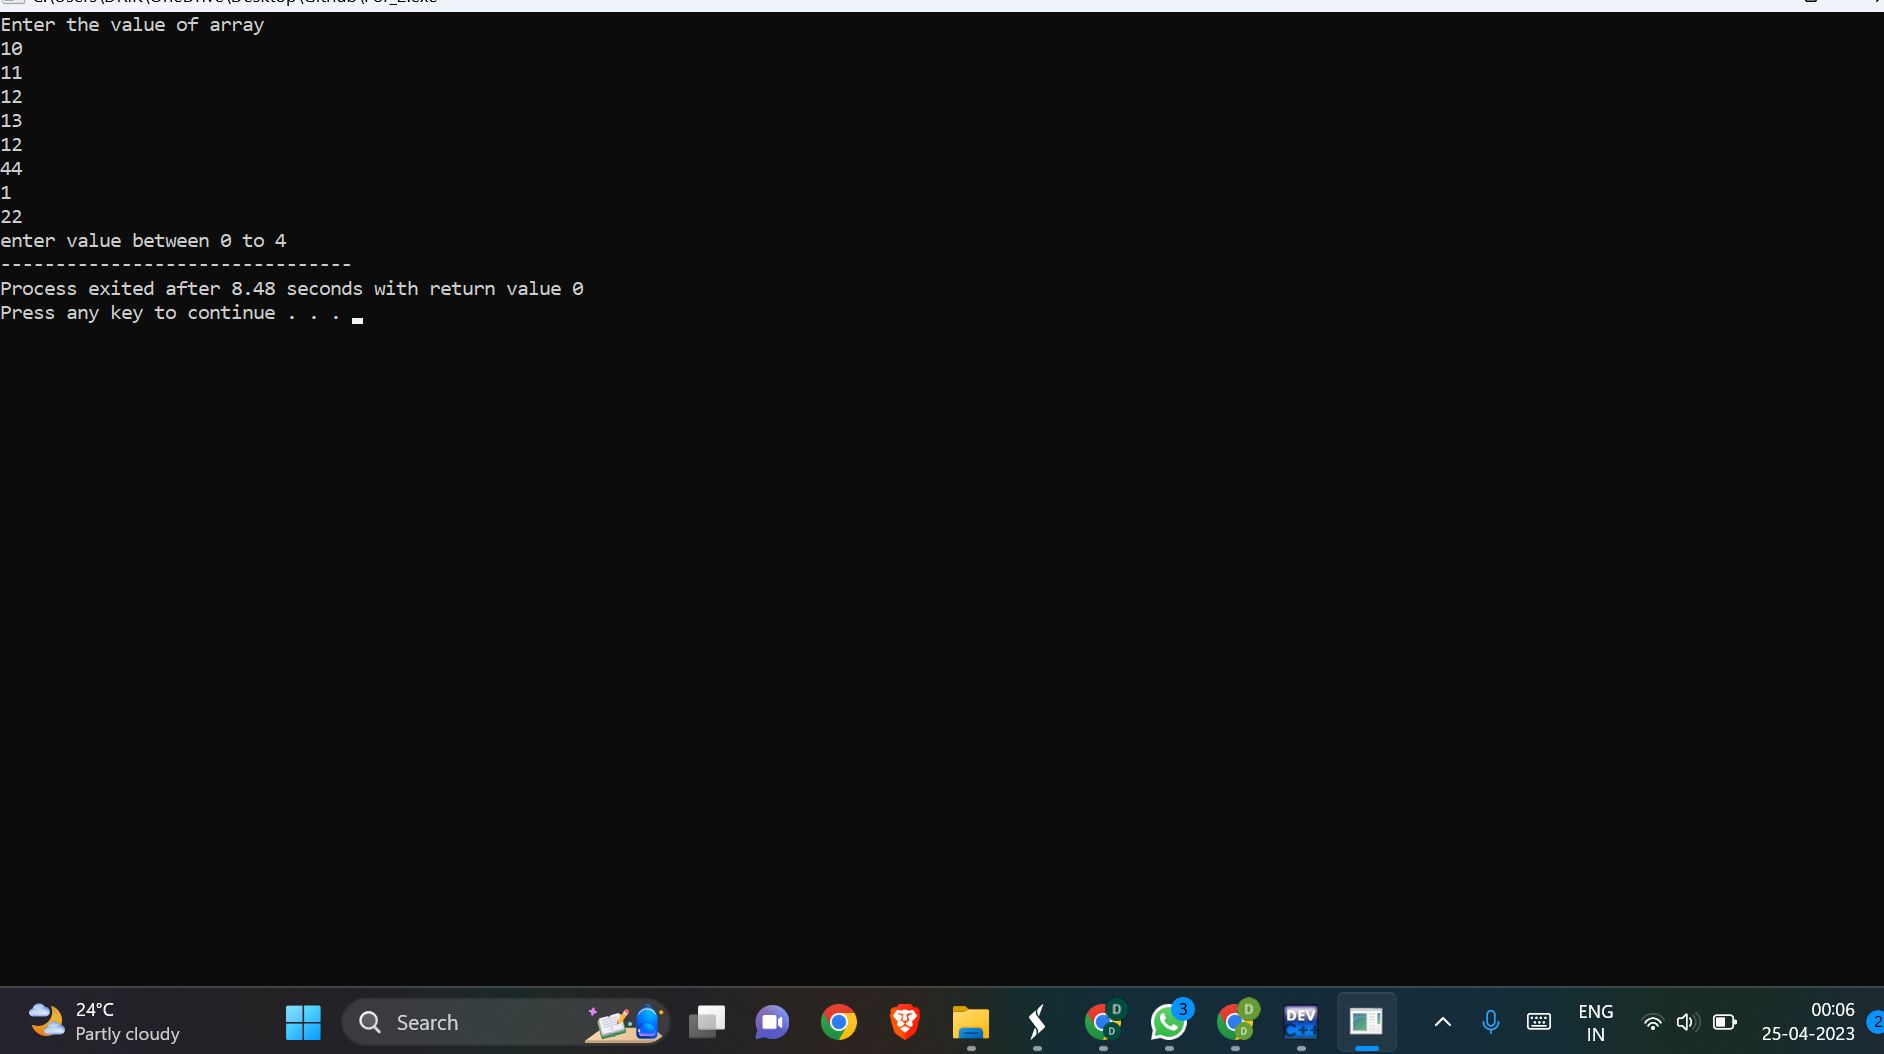 Enter the value of array
10
11
12
13
12
44
1
22
enter value between 0 to 4
--------------------------------
Process exited after 8.48 seconds with return value 0
Press any key to continue . . .
24°C
Partly cloudy
Search
D
D
3
D
D
DEV
C++
ENG
IN
00:06
25-04-2023
2